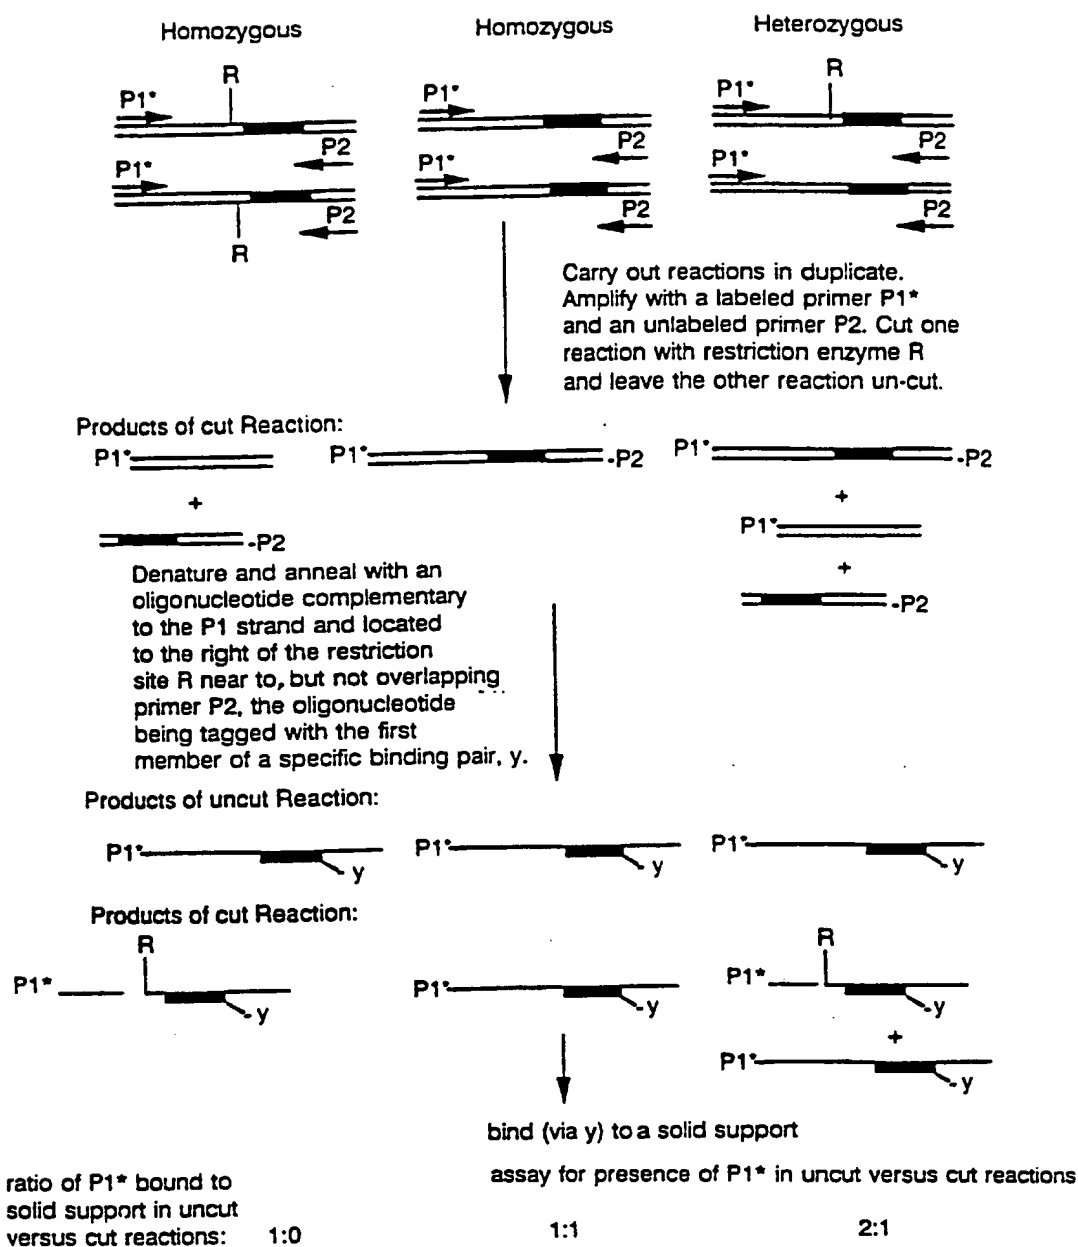 Homozygous Homozygous Heterozygous
R R
P1* P1* P1*
P2 P2 P2
P1* P1* P1*
P2 P2 P2
R
Carry out reactions in duplicate.
Amplify with a labeled primer P1*
and an unlabeled primer P2. Cut one
reaction with restriction enzyme R
and leave the other reaction un-cut.
Products of cut Reaction:
P1* P1* -P2 P1* -P2
+ +
P1*
-P2 +
-P2
Denature and anneal with an
oligonucleotide complementary
to the P1 strand and located
to the right of the restriction
site R near to, but not overlapping
primer P2, the oligonucleotide
being tagged with the first
member of a specific binding pair, y.
Products of uncut Reaction:
P1* P1* P1*
y y y
Products of cut Reaction:
R R
P1* P1* P1*
y y y
+
P1*
y
bind (via y) to a solid support
assay for presence of P1* in uncut versus cut reactions
ratio of P1* bound to
solid support in uncut
versus cut reactions: 1:0 1:1 2:1